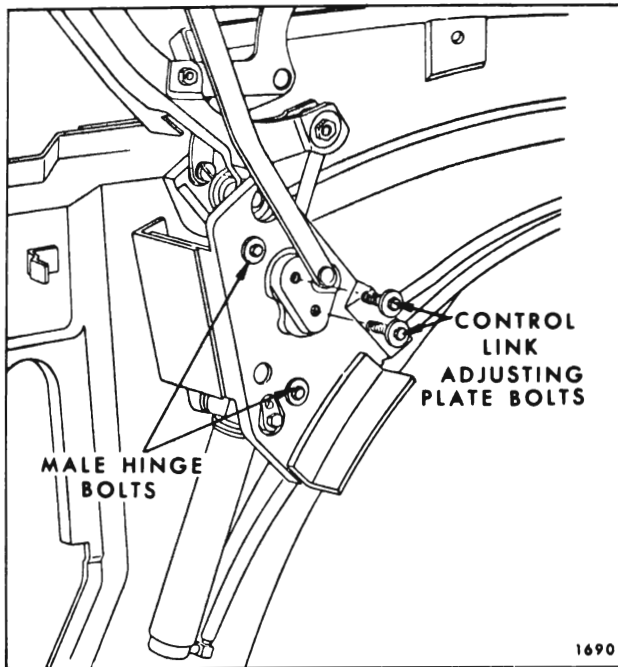 CONTROL
LINK
ADJUSTING
PLATE BOLTS
MALE HINGE
BOLTS
1690